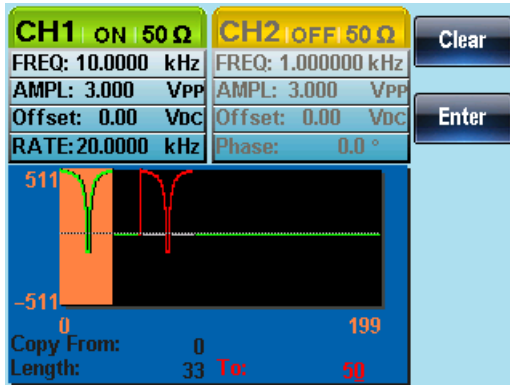 CH1 ON 50 Ω
CH2 OFF 50 Ω
Clear
FREQ: 10.0000 kHz
FREQ: 1.000000 kHz
AMPL: 3.000 VPP
AMPL: 3.000 VPP
Offset: 0.00 VDC
Offset: 0.00 VDC
Enter
RATE: 20.0000 kHz
Phase: 0.0 °
511
-511
0
199
Copy From: 0
Length: 33 To: 50